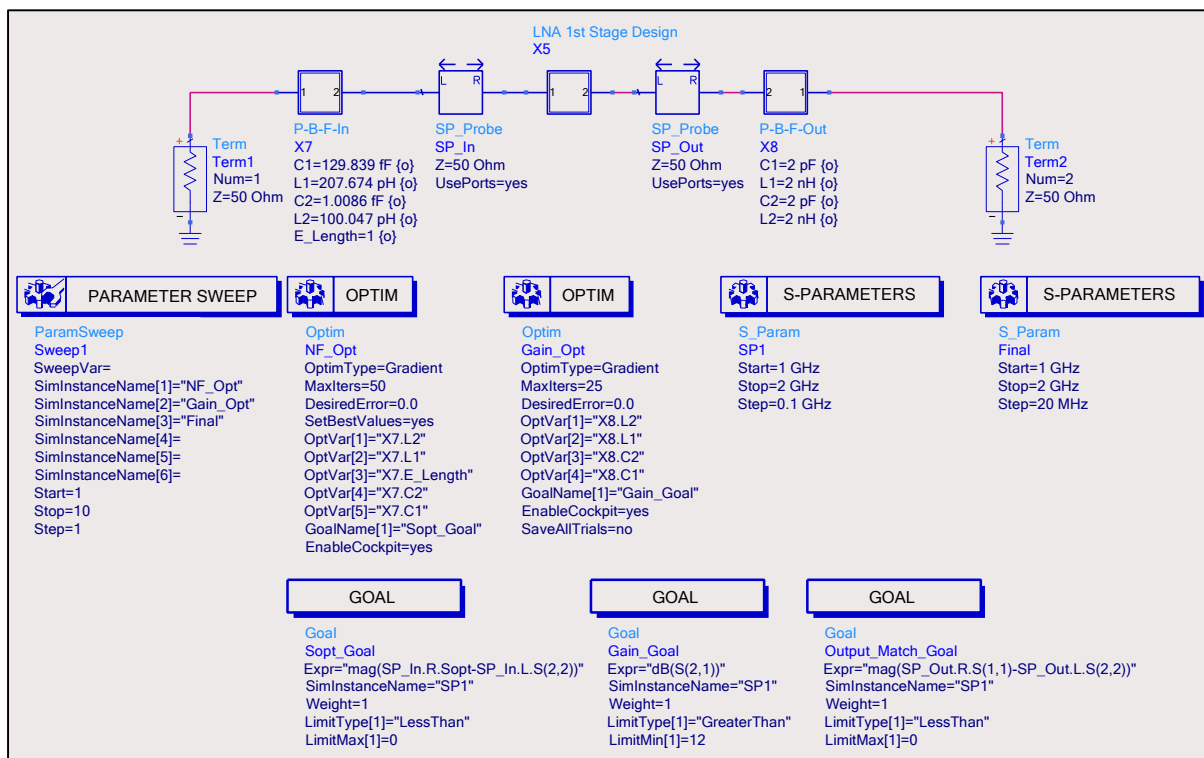 LNA 1st Stage Design
X5
L R
L R
1 2
1 2
2 1
+
Term
Term1
Num=1
Z=50 Ohm
-
P-B-F-In
X7
C1=129.839 fF {o}
L1=207.674 pH {o}
C2=1.0086 fF {o}
L2=100.047 pH {o}
E_Length=1 {o}
SP_Probe
SP_In
Z=50 Ohm
UsePorts=yes
SP_Probe
SP_Out
Z=50 Ohm
UsePorts=yes
P-B-F-Out
X8
C1=2 pF {o}
L1=2 nH {o}
C2=2 pF {o}
L2=2 nH {o}
+
Term
Term2
Num=2
Z=50 Ohm
-
PARAMETER SWEEP
ParamSweep
Sweep1
SweepVar=
SimInstanceName[1]="NF_Opt"
SimInstanceName[2]="Gain_Opt"
SimInstanceName[3]="Final"
SimInstanceName[4]=
SimInstanceName[5]=
SimInstanceName[6]=
Start=1
Stop=10
Step=1
OPTIM
Optim
NF_Opt
OptimType=Gradient
MaxIters=50
DesiredError=0.0
SetBestValues=yes
OptVar[1]="X7.L2"
OptVar[2]="X7.L1"
OptVar[3]="X7.E_Length"
OptVar[4]="X7.C2"
OptVar[5]="X7.C1"
GoalName[1]="Sopt_Goal"
EnableCockpit=yes
OPTIM
Optim
Gain_Opt
OptimType=Gradient
MaxIters=25
DesiredError=0.0
OptVar[1]="X8.L2"
OptVar[2]="X8.L1"
OptVar[3]="X8.C2"
OptVar[4]="X8.C1"
GoalName[1]="Gain_Goal"
EnableCockpit=yes
SaveAllTrials=no
S-PARAMETERS
S_Param
SP1
Start=1 GHz
Stop=2 GHz
Step=0.1 GHz
S-PARAMETERS
S_Param
Final
Start=1 GHz
Stop=2 GHz
Step=20 MHz
GOAL
Goal
Sopt_Goal
Expr="mag(SP_In.R.Sopt-SP_In.L.S(2,2))"
SimInstanceName="SP1"
Weight=1
LimitType[1]="LessThan"
LimitMax[1]=0
GOAL
Goal
Gain_Goal
Expr="dB(S(2,1))"
SimInstanceName="SP1"
Weight=1
LimitType[1]="GreaterThan"
LimitMin[1]=12
GOAL
Goal
Output_Match_Goal
Expr="mag(SP_Out.R.S(1,1)-SP_Out.L.S(2,2))"
SimInstanceName="SP1"
Weight=1
LimitType[1]="LessThan"
LimitMax[1]=0